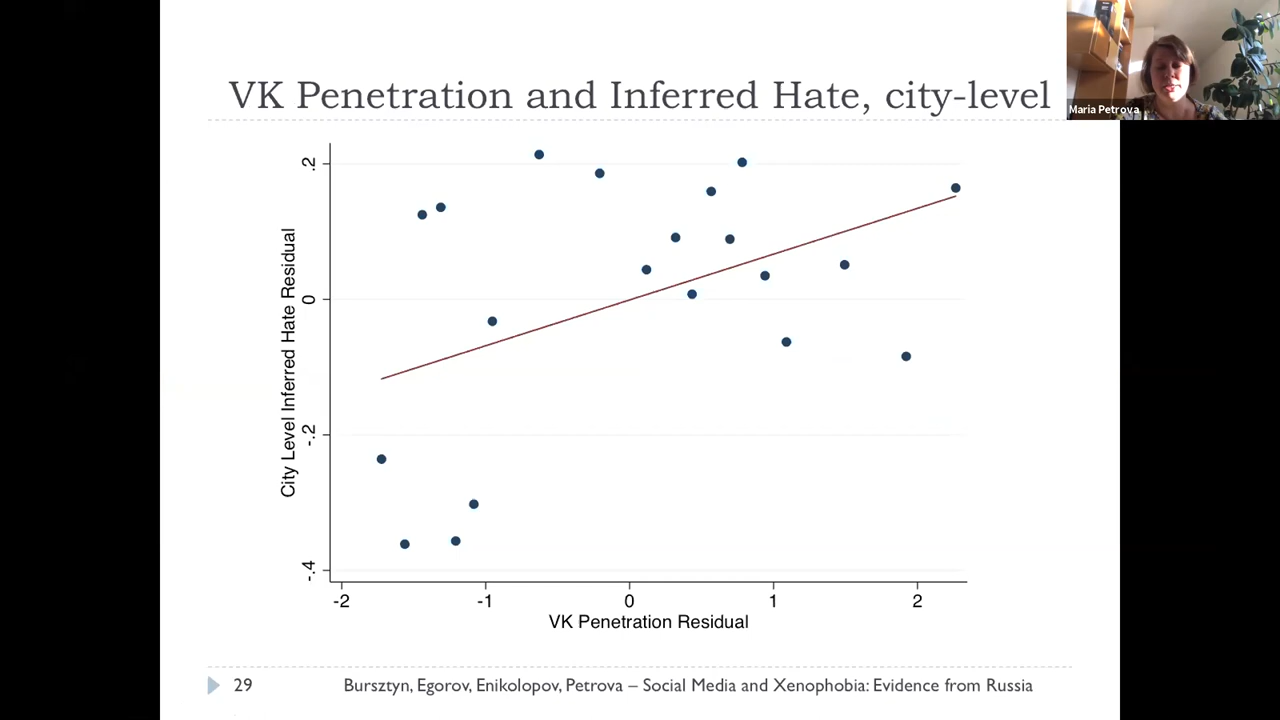 VK Penetration and Inferred Hate, city-level
Maria Petrova
City Level Inferred Hate Residual
.2
0
-.2
-.4
-2 -1 0 1 2
VK Penetration Residual
29 Bursztyn, Egorov, Enikolopov, Petrova – Social Media and Xenophobia: Evidence from Russia